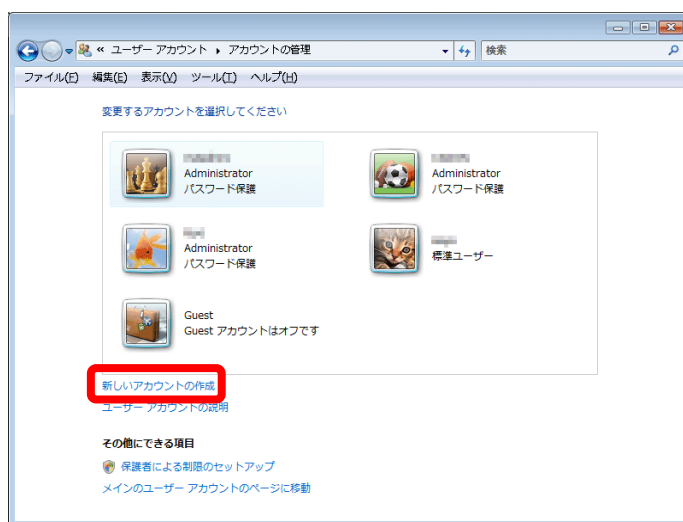 « ユーザー アカウント ▸ アカウントの管理 検索
ファイル(F) 編集(E) 表示(V) ツール(T) ヘルプ(H)
変更するアカウントを選択してください
Administrator
パスワード保護
Administrator
パスワード保護
Administrator
パスワード保護
標準ユーザー
Guest
Guest アカウントはオフです
新しいアカウントの作成
ユーザー アカウントの説明
その他にできる項目
保護者による制限のセットアップ
メインのユーザー アカウントのページに移動